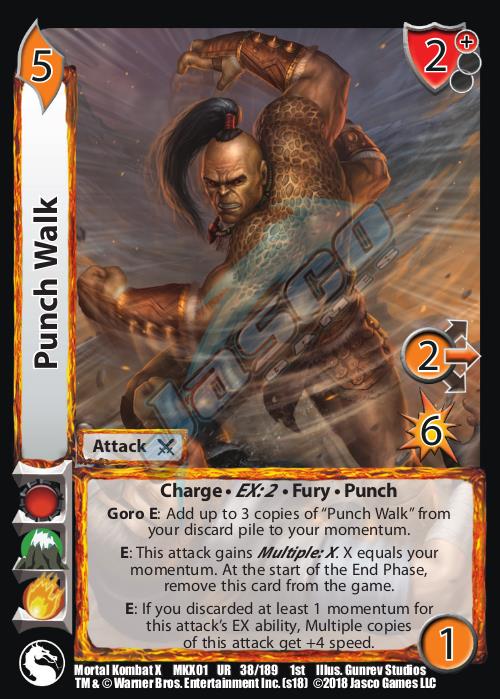 5
2
+
Punch Walk
Jasco
GAMES
2
6
Attack
Charge • EX:2 • Fury • Punch
Goro E: Add up to 3 copies of “Punch Walk” from
your discard pile to your momentum.
E: This attack gains Multiple: X. X equals your
momentum. At the start of the End Phase,
remove this card from the game.
E: If you discarded at least 1 momentum for
this attack's EX ability, Multiple copies
of this attack get +4 speed.
1
Mortal Kombat X MKX01 UR 38/189 1st Illus. Gunrev Studios
TM & © Warner Bros. Entertainment Inc. (s18) ©2018 Jasco Games LLC